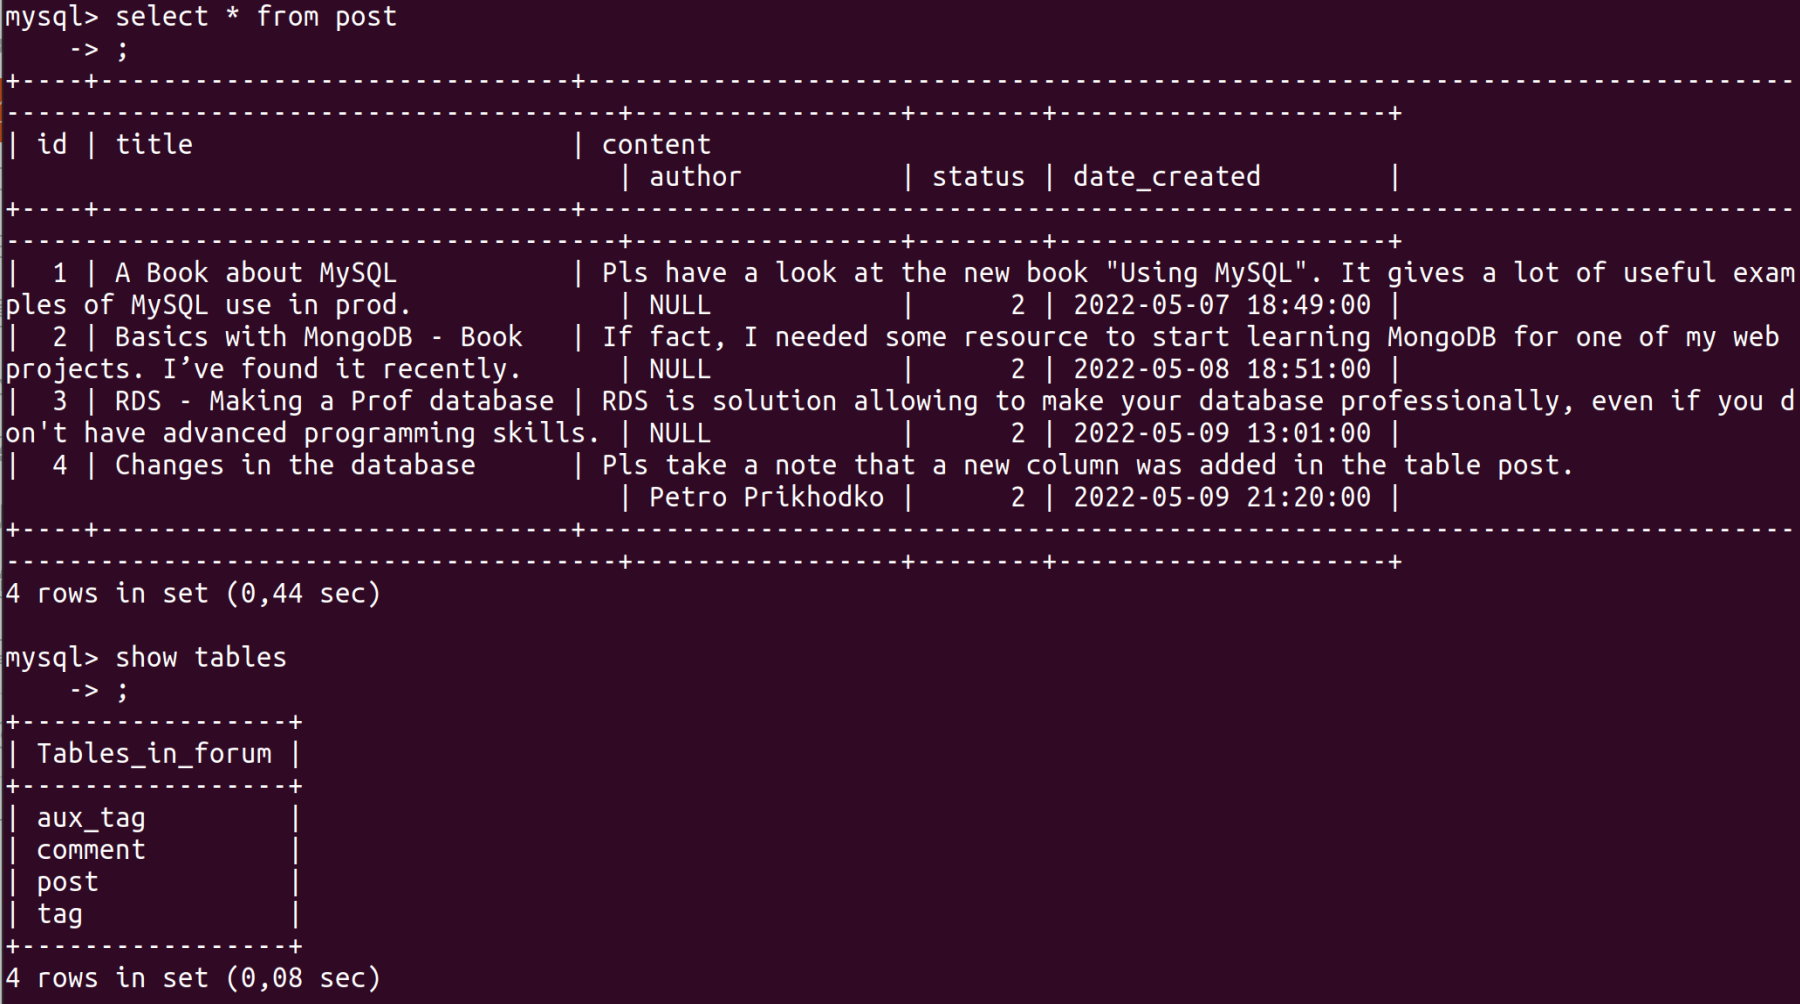 mysql> select * from post
    -> ;
+----+------------------------------+-----------------------------------------------------------------------------
---------------------------------------+-----------------+--------+---------------------+
| id | title                        | content
                                       | author          | status | date_created        |
+----+------------------------------+-----------------------------------------------------------------------------
---------------------------------------+-----------------+--------+---------------------+
|  1 | A Book about MySQL           | Pls have a look at the new book "Using MySQL". It gives a lot of useful exam
ples of MySQL use in prod.             | NULL            |      2 | 2022-05-07 18:49:00 |
|  2 | Basics with MongoDB - Book   | If fact, I needed some resource to start learning MongoDB for one of my web
projects. I’ve found it recently.      | NULL            |      2 | 2022-05-08 18:51:00 |
|  3 | RDS - Making a Prof database | RDS is solution allowing to make your database professionally, even if you d
on't have advanced programming skills. | NULL            |      2 | 2022-05-09 13:01:00 |
|  4 | Changes in the database      | Pls take a note that a new column was added in the table post.
                                       | Petro Prikhodko |      2 | 2022-05-09 21:20:00 |
+----+------------------------------+-----------------------------------------------------------------------------
---------------------------------------+-----------------+--------+---------------------+
4 rows in set (0,44 sec)

mysql> show tables
    -> ;
+-----------------+
| Tables_in_forum |
+-----------------+
| aux_tag         |
| comment         |
| post            |
| tag             |
+-----------------+
4 rows in set (0,08 sec)